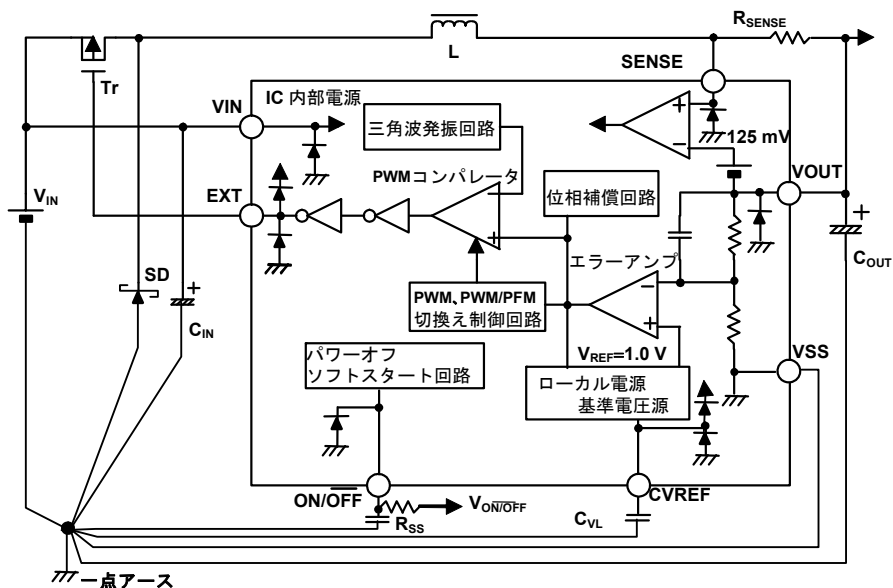 RSENSE
L
SENSE
Tr
VIN
IC 内部電源
三角波発振回路
125 mV
VOUT
PWMコンパレータ
位相補償回路
EXT
VIN
エラーアンプ
COUT
SD
CIN
PWM、PWM/PFM
切換え制御回路
VREF=1.0 V
VSS
パワーオフ
ソフトスタート回路
ローカル電源
基準電圧源
ON/OFF
VON/OFF
RSS
CVL
CVREF
一点アース